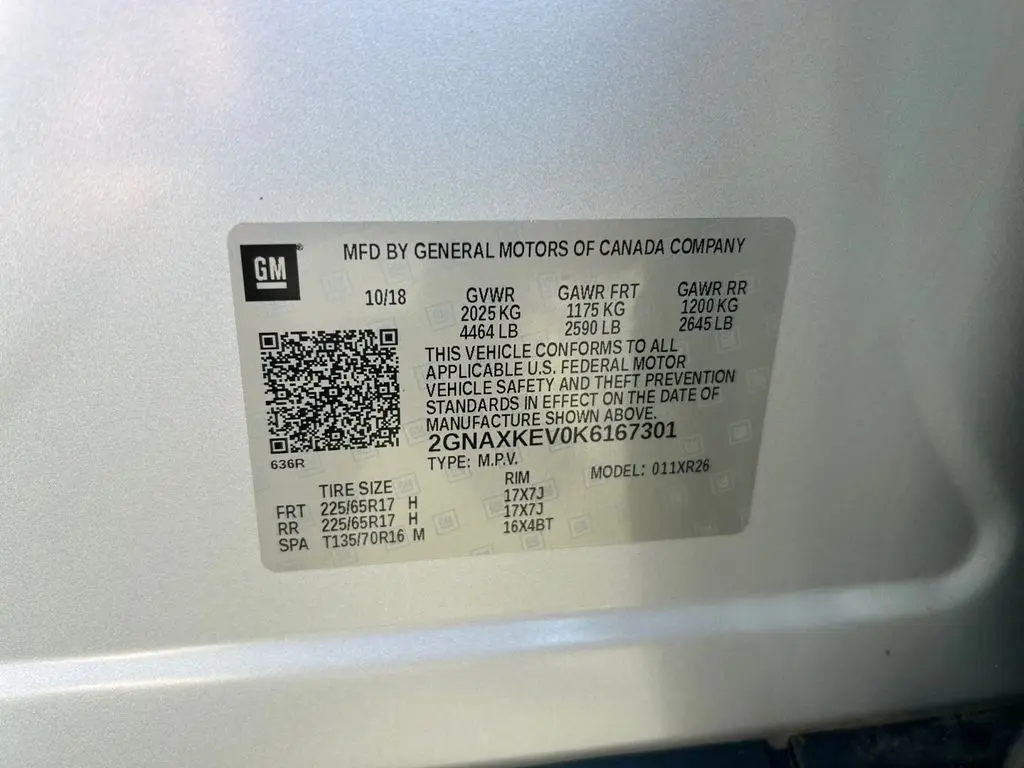 GM
MFD BY GENERAL MOTORS OF CANADA COMPANY
10/18
GVWR
2025 KG
4464 LB
GAWR FRT
1175 KG
2590 LB
GAWR RR
1200 KG
2645 LB
THIS VEHICLE CONFORMS TO ALL
APPLICABLE U.S. FEDERAL MOTOR
VEHICLE SAFETY AND THEFT PREVENTION
STANDARDS IN EFFECT ON THE DATE OF
MANUFACTURE SHOWN ABOVE.
2GNAXKEV0K6167301
TYPE: M.P.V.
MODEL: 011XR26
636R
TIRE SIZE RIM
FRT 225/65R17 H 17X7J
RR 225/65R17 H 17X7J
SPA T135/70R16 M 16X4BT